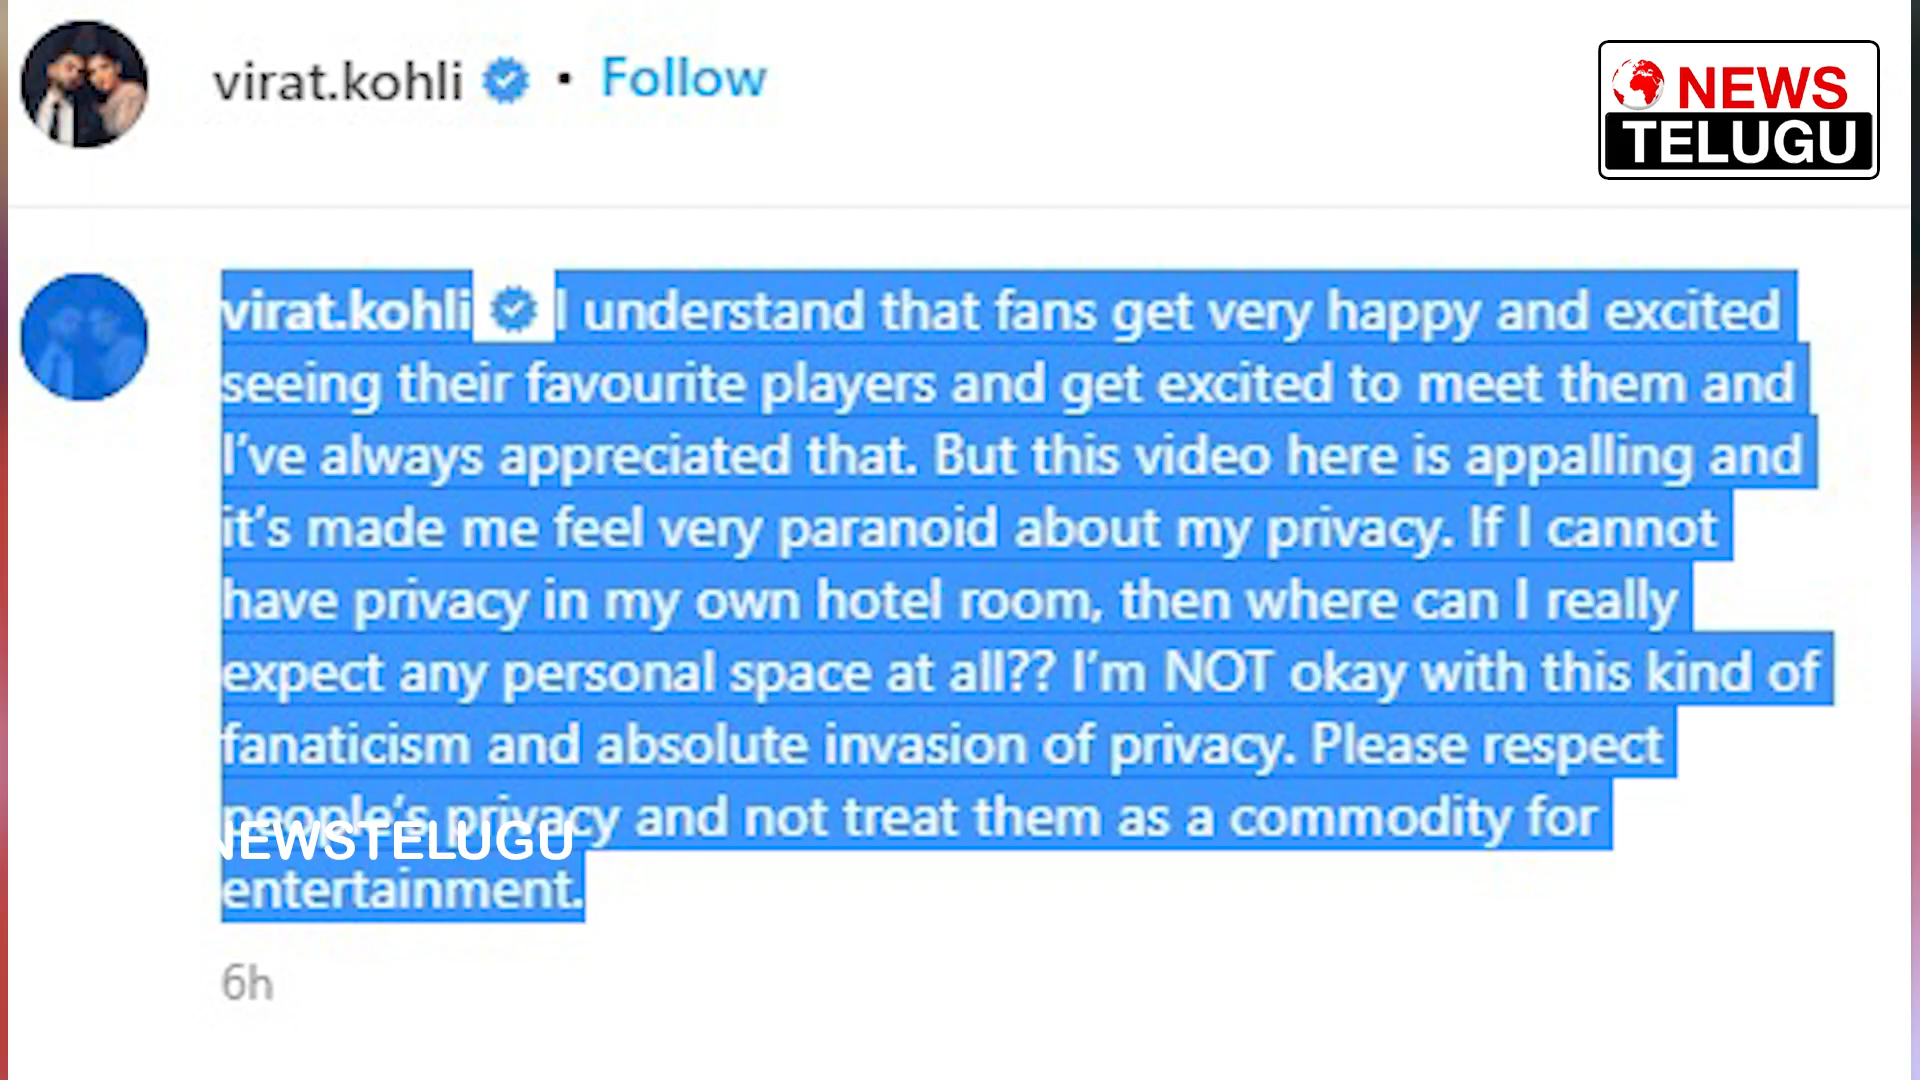 virat.kohli • Follow
NEWS
TELUGU
virat.kohli I understand that fans get very happy and excited
seeing their favourite players and get excited to meet them and
I've always appreciated that. But this video here is appalling and
it's made me feel very paranoid about my privacy. If I cannot
have privacy in my own hotel room, then where can I really
expect any personal space at all?? I'm NOT okay with this kind of
fanaticism and absolute invasion of privacy. Please respect
people's privacy and not treat them as a commodity for
NEWSTELUGU
entertainment.
6h